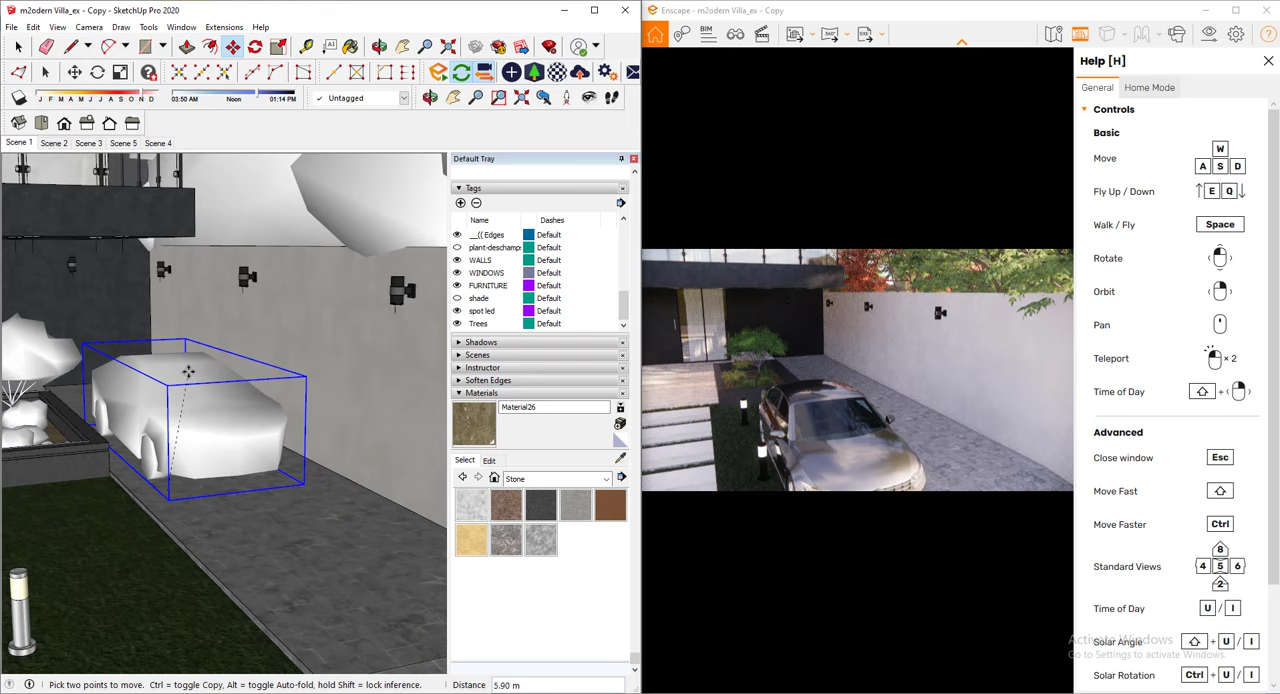 m2odern Villa_ex - Copy - SketchUp Pro 2020
File Edit View Camera Draw Tools Window Extensions Help
J F M A M J J A S O N D
03:50 AM Noon 01:14 PM
✓ Untagged
Scene 1 Scene 2 Scene 3 Scene 5 Scene 4
Default Tray
Tags
Name Dashes
__(( Edges Default
plant-deschamps Default
WALLS Default
WINDOWS Default
FURNITURE Default
shade Default
spot led Default
Trees Default
Shadows
Scenes
Instructor
Soften Edges
Materials
Material26
Select Edit
Stone
Pick two points to move. Ctrl = toggle Copy, Alt = toggle Auto-fold, hold Shift = lock inference.
Distance 5.90 m
Enscape - m2odern Villa_ex - Copy
BIM
Help [H]
General Home Mode
Controls
Basic
Move W A S D
Fly Up / Down ↑ E Q ↓
Walk / Fly Space
Rotate
Orbit
Pan
Teleport × 2
Time of Day +
Advanced
Close window Esc
Move Fast
Move Faster Ctrl
Standard Views 8 4 5 6 2
Time of Day U / I
Solar Angle + U / I
Solar Rotation Ctrl + U / I
Activate Windows
Go to Settings to activate Windows.